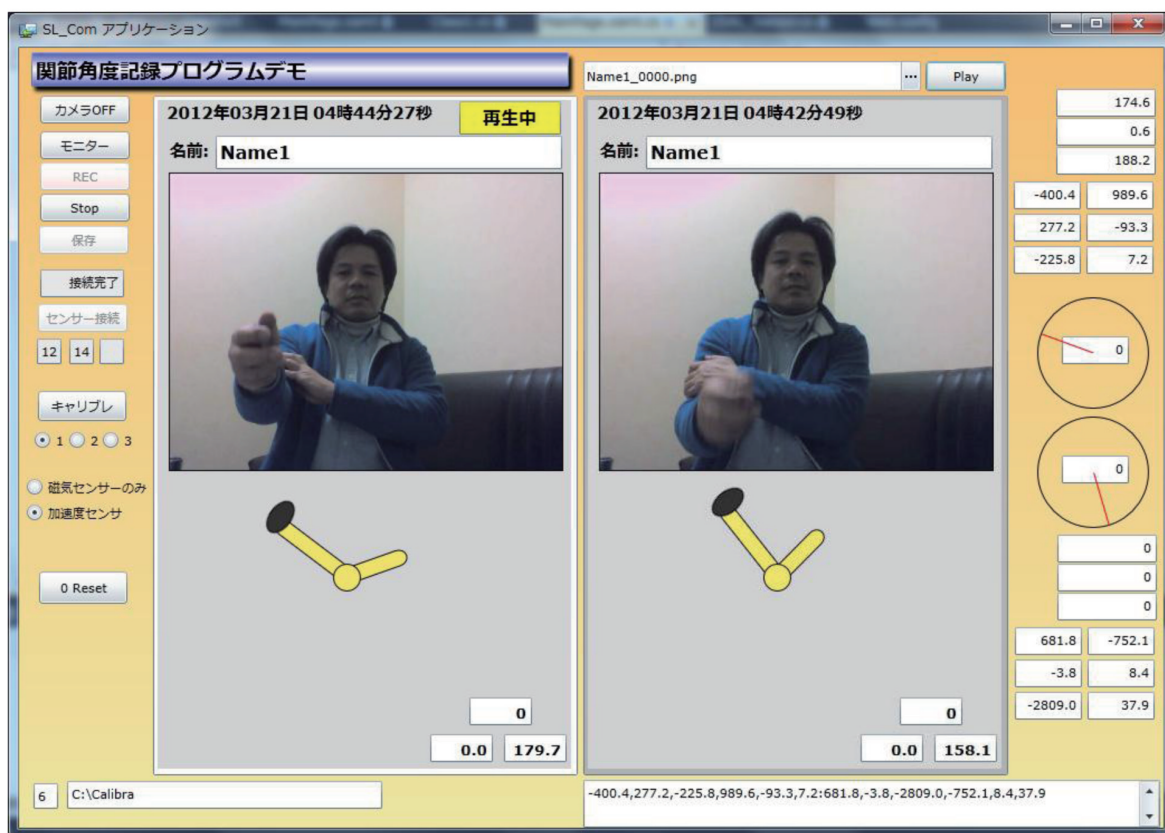 SL_Com アプリケーション
関節角度記録プログラムデモ
Name1_0000.png
...
Play
カメラOFF
モニター
REC
Stop
保存
接続完了
センサー接続
12 14
キャリブレ
1 2 3
磁気センサーのみ
加速度センサ
0 Reset
2012年03月21日 04時44分27秒
再生中
名前: Name1
0
0.0 179.7
2012年03月21日 04時42分49秒
名前: Name1
0
0.0 158.1
174.6
0.6
188.2
-400.4 989.6
277.2 -93.3
-225.8 7.2
0
0
0
0
0
681.8 -752.1
-3.8 8.4
-2809.0 37.9
6 C:\Calibra
-400.4,277.2,-225.8,989.6,-93.3,7.2:681.8,-3.8,-2809.0,-752.1,8.4,37.9